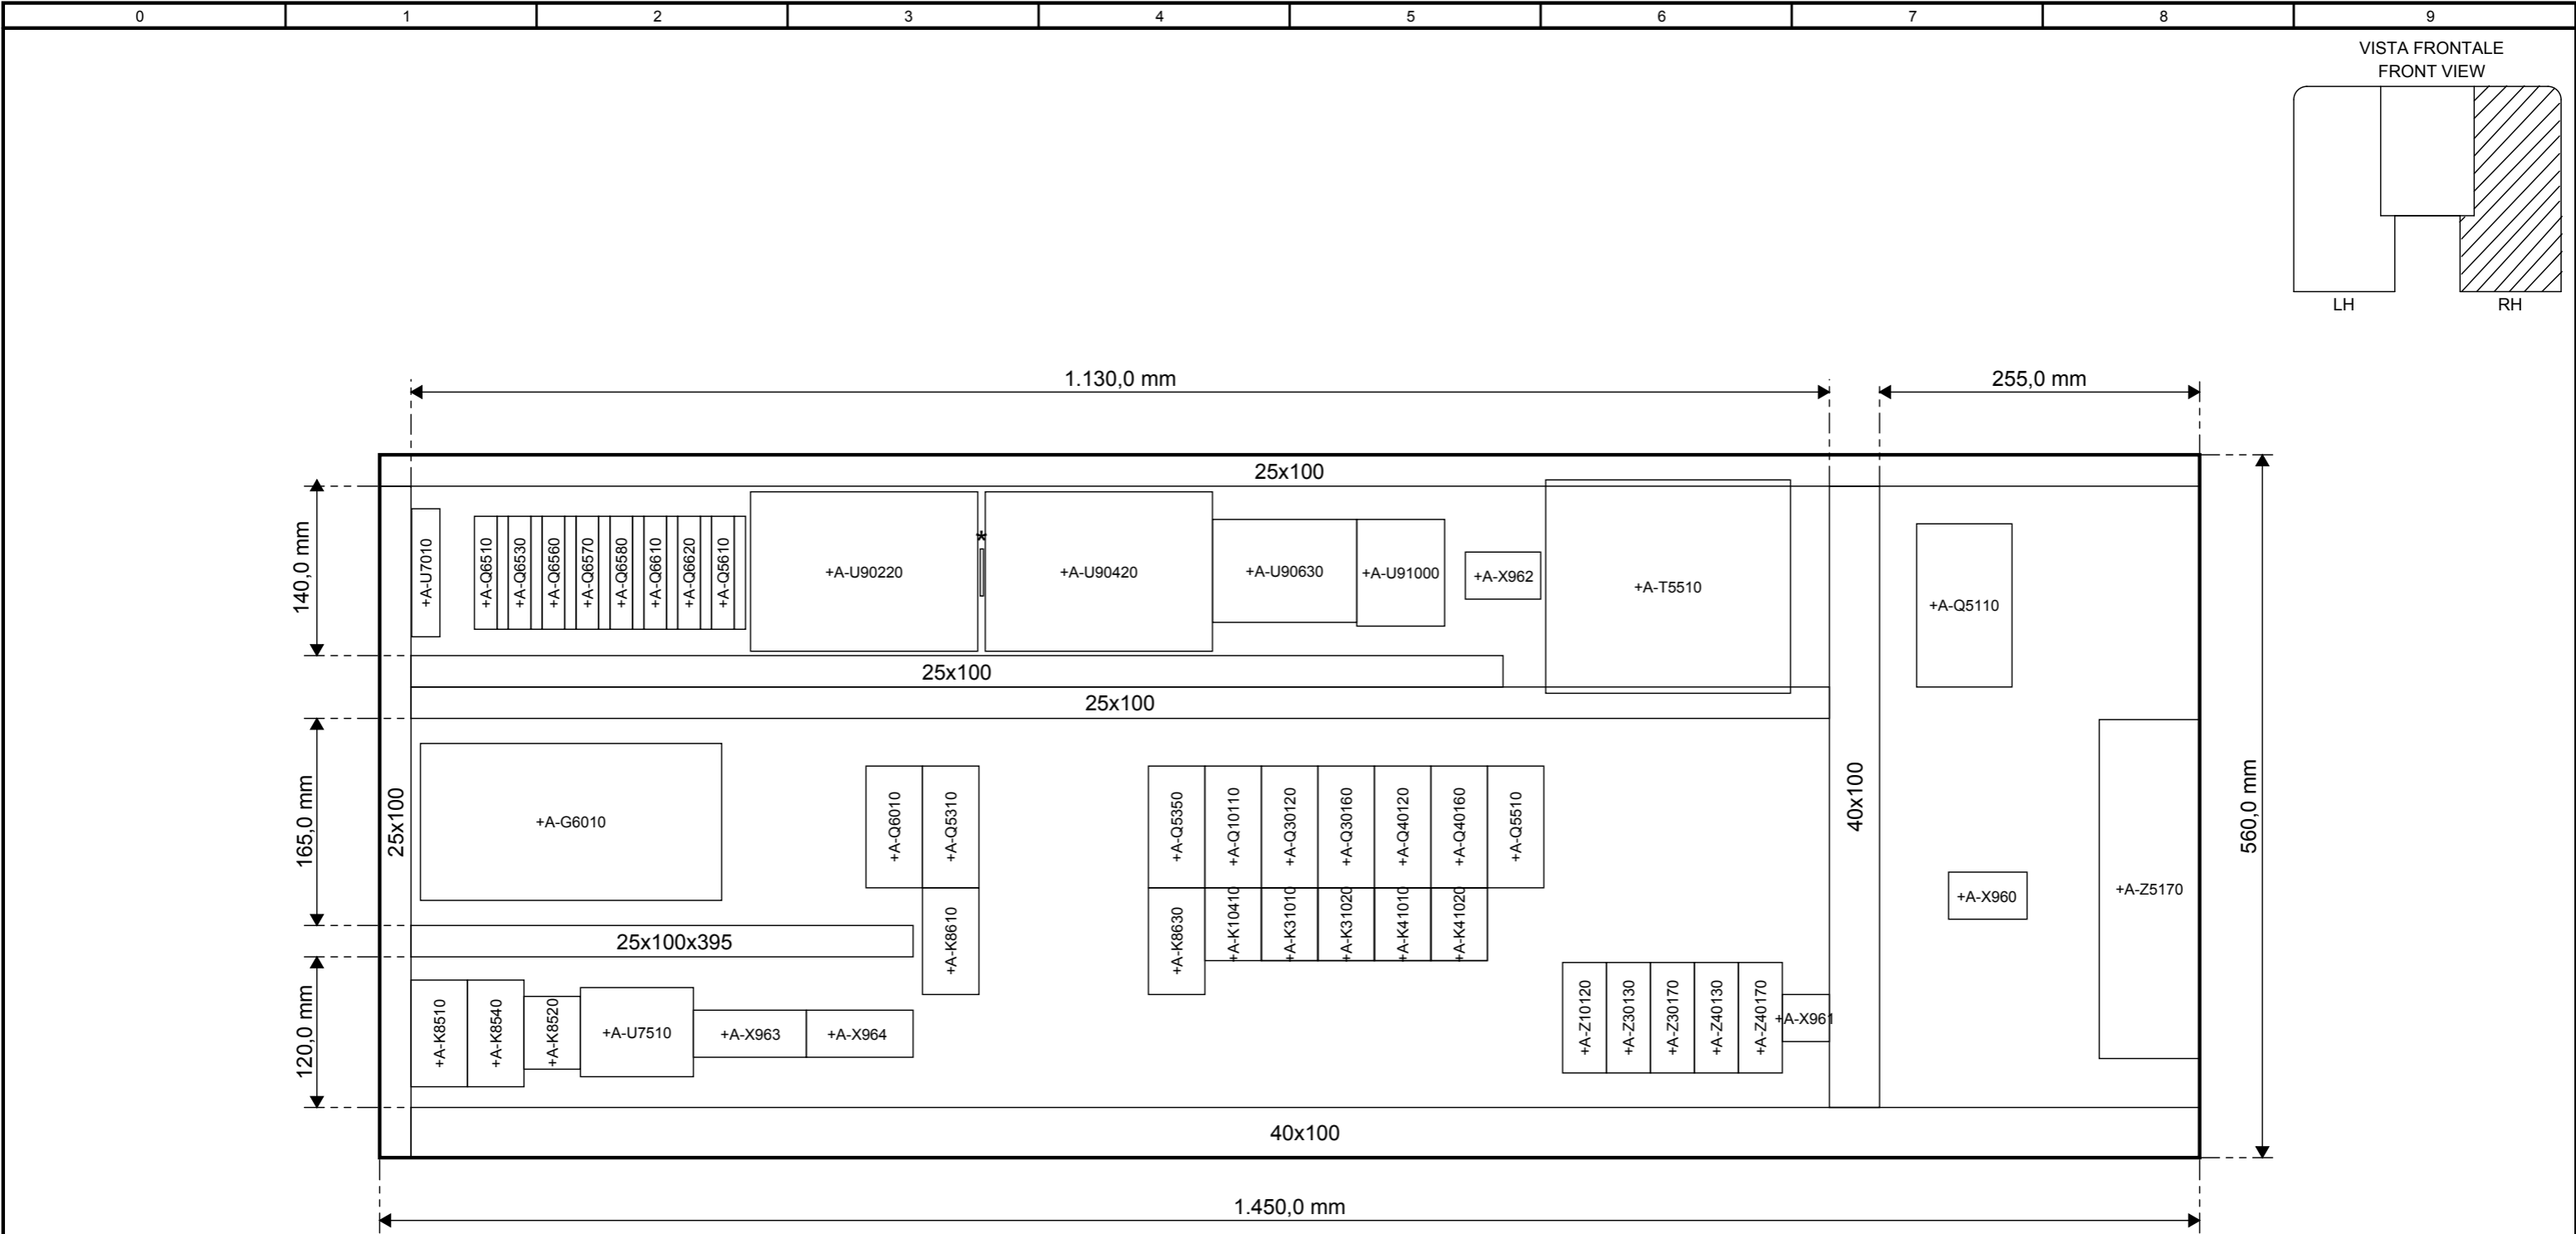 0 1 2 3 4 5 6 7 8 9
VISTA FRONTALE
FRONT VIEW
LH RH
1.130,0 mm 255,0 mm
25x100
140,0 mm
+A-U7010
+A-Q6510
+A-Q6530
+A-Q6560
+A-Q6570
+A-Q6580
+A-Q6610
+A-Q6620
+A-Q5610
+A-U90220
*
+A-U90420
+A-U90630
+A-U91000
+A-X962
+A-T5510
+A-Q5110
25x100
25x100
165,0 mm
25x100
+A-G6010
+A-Q6010
+A-Q5310
+A-Q5350
+A-Q10110
+A-Q30120
+A-Q30160
+A-Q40120
+A-Q40160
+A-Q5510
40x100
560,0 mm
+A-X960
+A-Z5170
25x100x395
+A-K8610
+A-K8630
+A-K10410
+A-K31010
+A-K31020
+A-K41010
+A-K41020
120,0 mm
+A-K8510
+A-K8540
+A-K8520
+A-U7510
+A-X963
+A-X964
+A-Z10120
+A-Z30130
+A-Z30170
+A-Z40130
+A-Z40170
+A-X961
40x100
1.450,0 mm